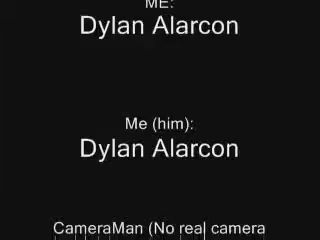 ME:
Dylan Alarcon
Me (him):
Dylan Alarcon
CameraMan (No real camera